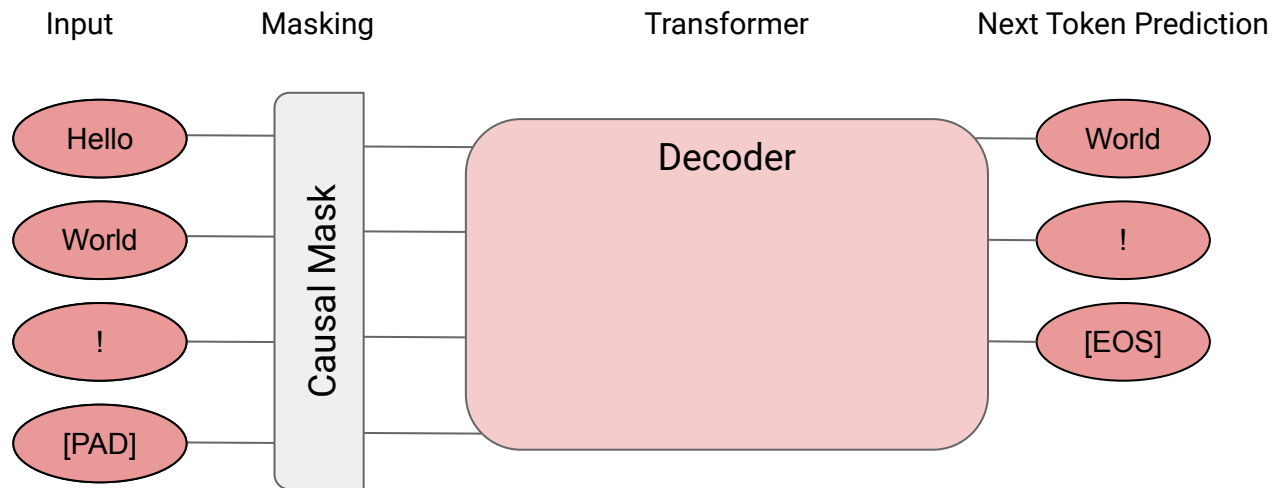 Input
Masking
Transformer
Next Token Prediction
Hello
World
!
[PAD]
Causal Mask
Decoder
World
!
[EOS]